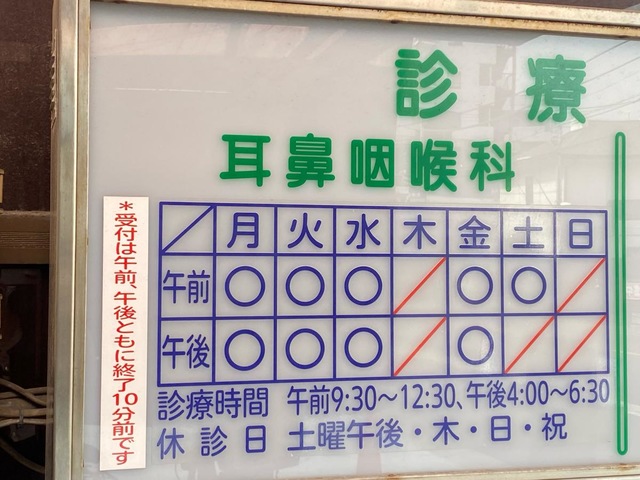 診療
耳鼻咽喉科
＊受付は午前、午後ともに終了10分前です
／ 月 火 水 木 金 土 日
午前 ○ ○ ○ ／ ○ ○ ／
午後 ○ ○ ○ ／ ○ ／ ／
診療時間 午前9:30〜12:30、午後4:00〜6:30
休診日 土曜午後・木・日・祝